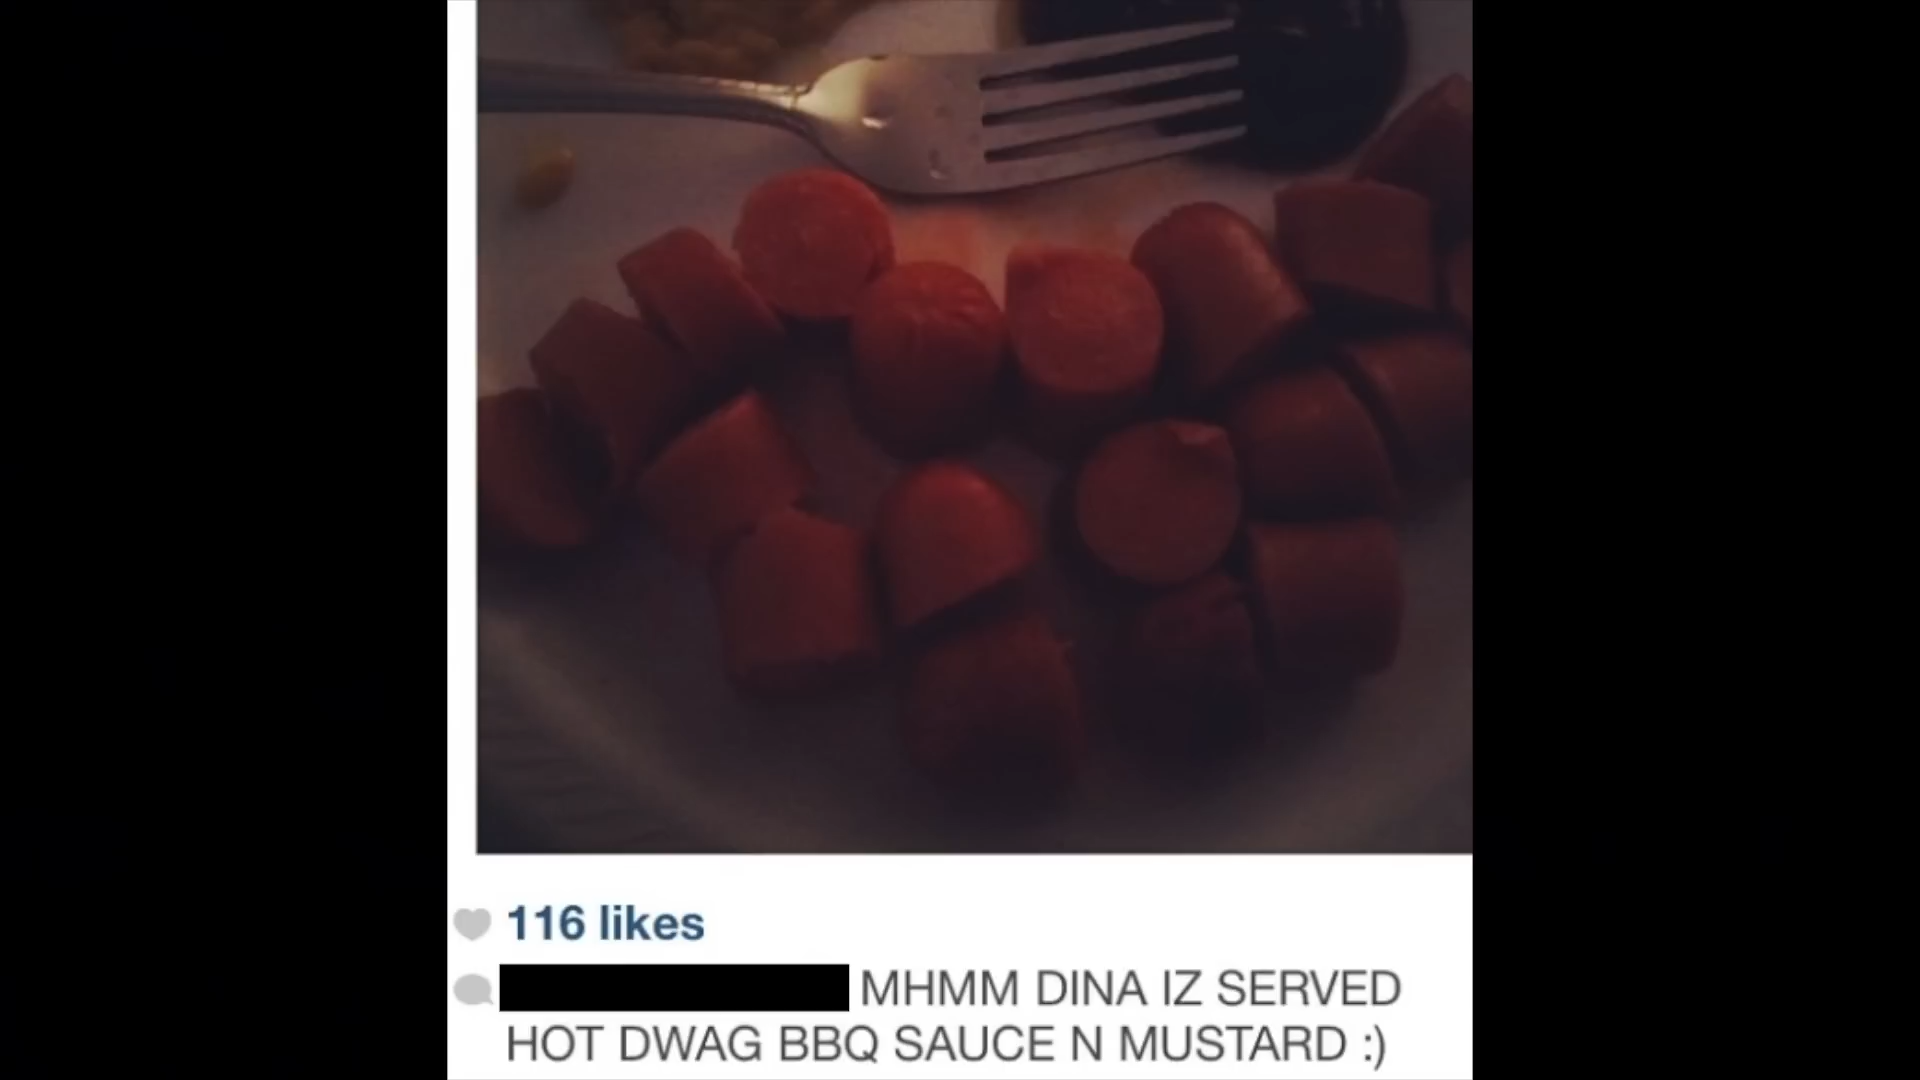 116 likes
MHMM DINA IZ SERVED
HOT DWAG BBQ SAUCE N MUSTARD :)